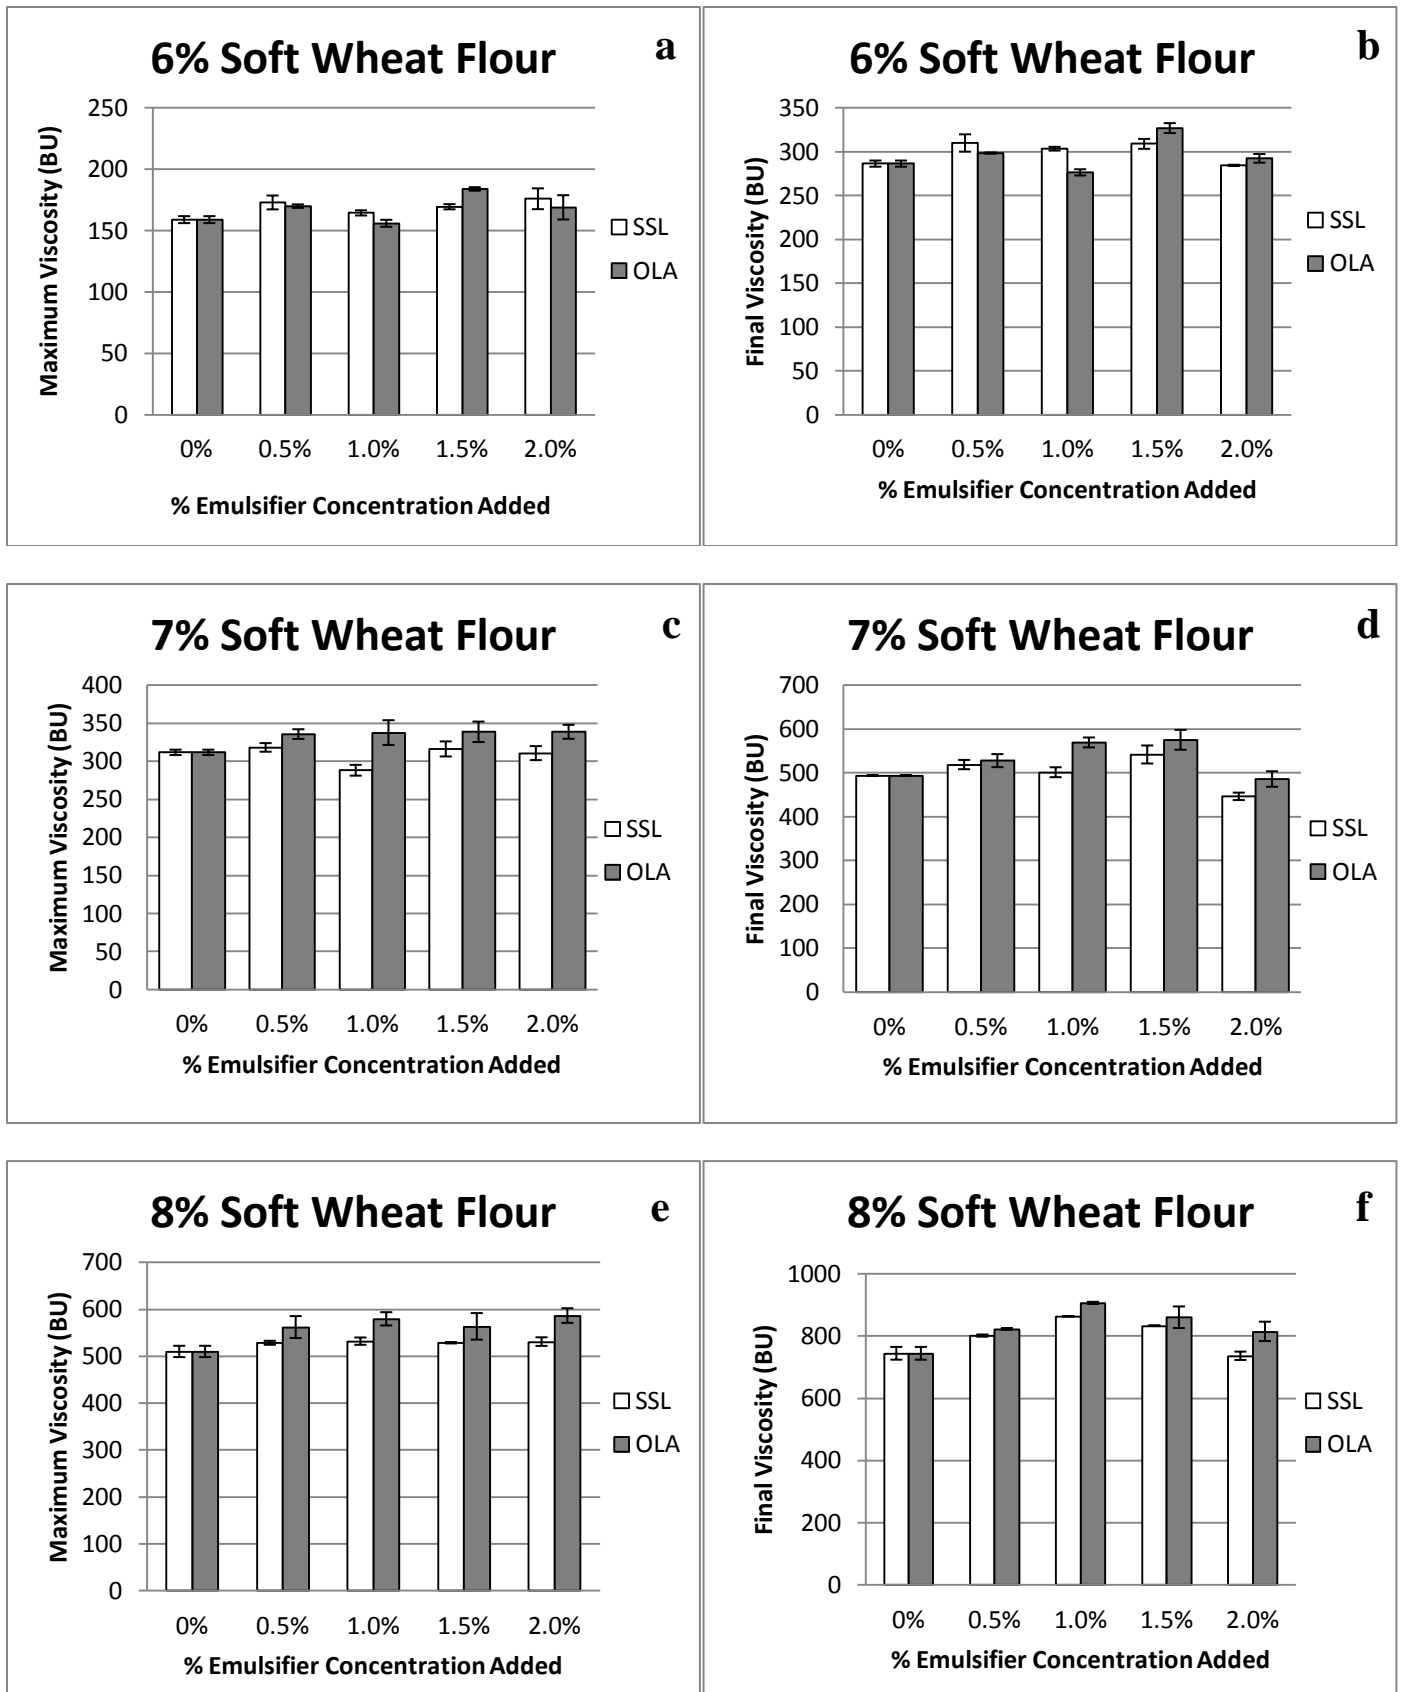 6% Soft Wheat Flour
a
Maximum Viscosity (BU)
250
200
150
100
50
0
0% 0.5% 1.0% 1.5% 2.0%
% Emulsifier Concentration Added
SSL
OLA
6% Soft Wheat Flour
b
Final Viscosity (BU)
350
300
250
200
150
100
50
0
0% 0.5% 1.0% 1.5% 2.0%
% Emulsifier Concentration Added
SSL
OLA
7% Soft Wheat Flour
c
Maximum Viscosity (BU)
400
350
300
250
200
150
100
50
0
0% 0.5% 1.0% 1.5% 2.0%
% Emulsifier Concentration Added
SSL
OLA
7% Soft Wheat Flour
d
Final Viscosity (BU)
700
600
500
400
300
200
100
0
0% 0.5% 1.0% 1.5% 2.0%
% Emulsifier Concentration Added
SSL
OLA
8% Soft Wheat Flour
e
Maximum Viscosity (BU)
700
600
500
400
300
200
100
0
0% 0.5% 1.0% 1.5% 2.0%
% Emulsifier Concentration Added
SSL
OLA
8% Soft Wheat Flour
f
Final Viscosity (BU)
1000
800
600
400
200
0
0% 0.5% 1.0% 1.5% 2.0%
% Emulsifier Concentration Added
SSL
OLA